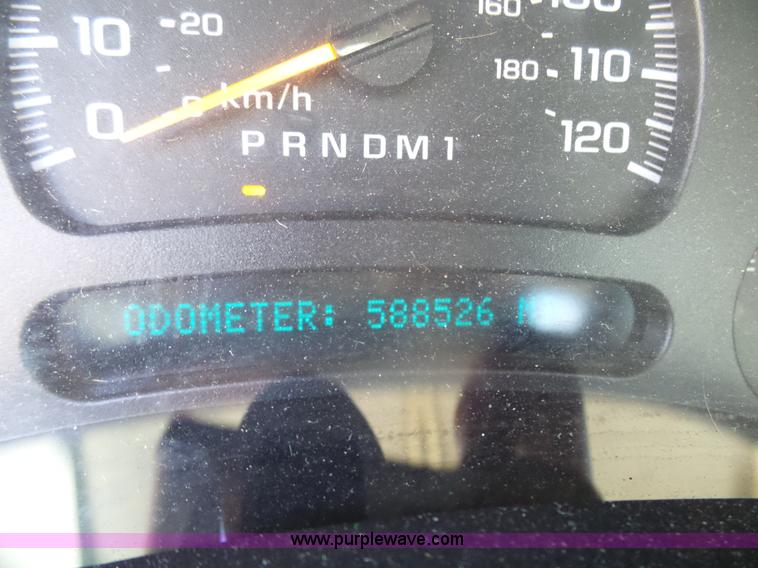 160
10 20
180 110
0 km/h
120
P R N D M 1
ODOMETER: 588526
www.purplewave.com